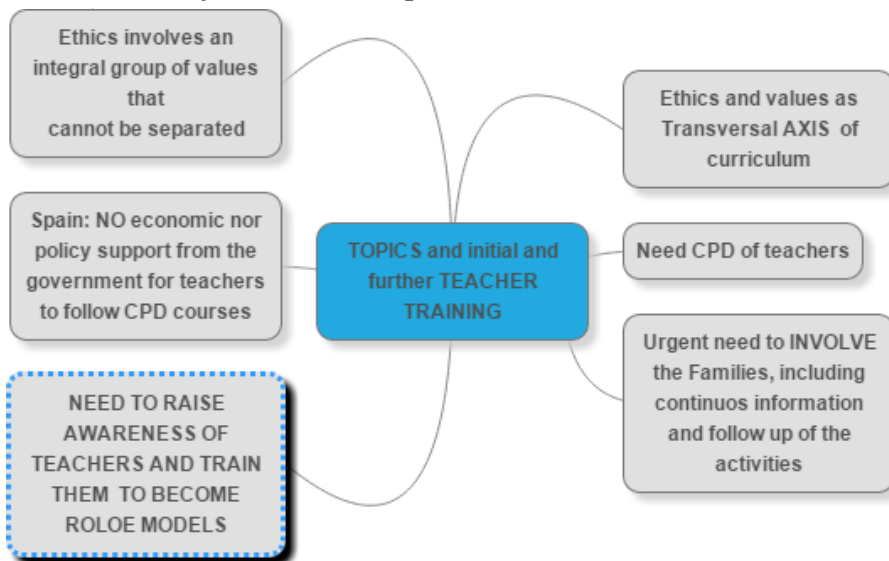 Ethics involves an
integral group of values
that
cannot be separated
Spain: NO economic nor
policy support from the
government for teachers
to follow CPD courses
NEED TO RAISE
AWARENESS OF
TEACHERS AND TRAIN
THEM TO BECOME
ROLOE MODELS
TOPICS and initial and
further TEACHER
TRAINING
Ethics and values as
Transversal AXIS of
curriculum
Need CPD of teachers
Urgent need to INVOLVE
the Families, including
continuos information
and follow up of the
activities